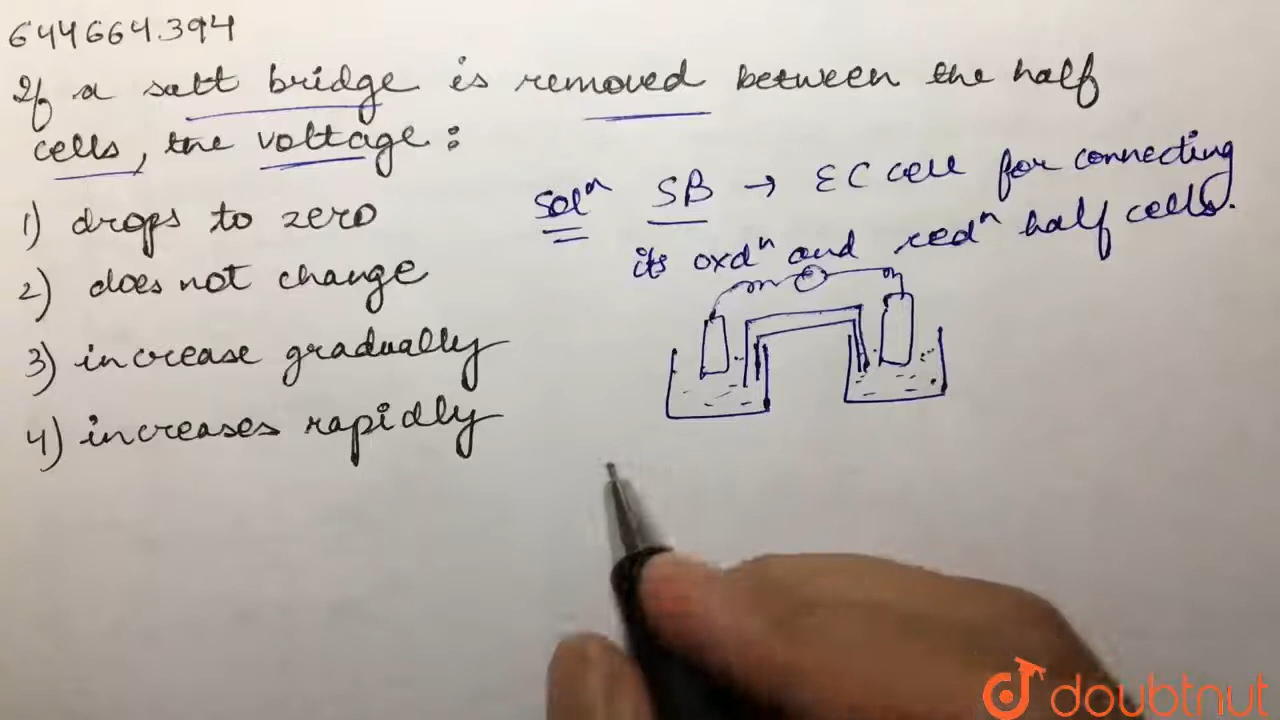 644664394
If a salt bridge is removed between the half
cells, the voltage :
1) drops to zero
2) does not change
3) increase gradually
4) increases rapidly
Solⁿ SB → EC cell for connecting
its oxdⁿ and redⁿ half cells.
doubtnut